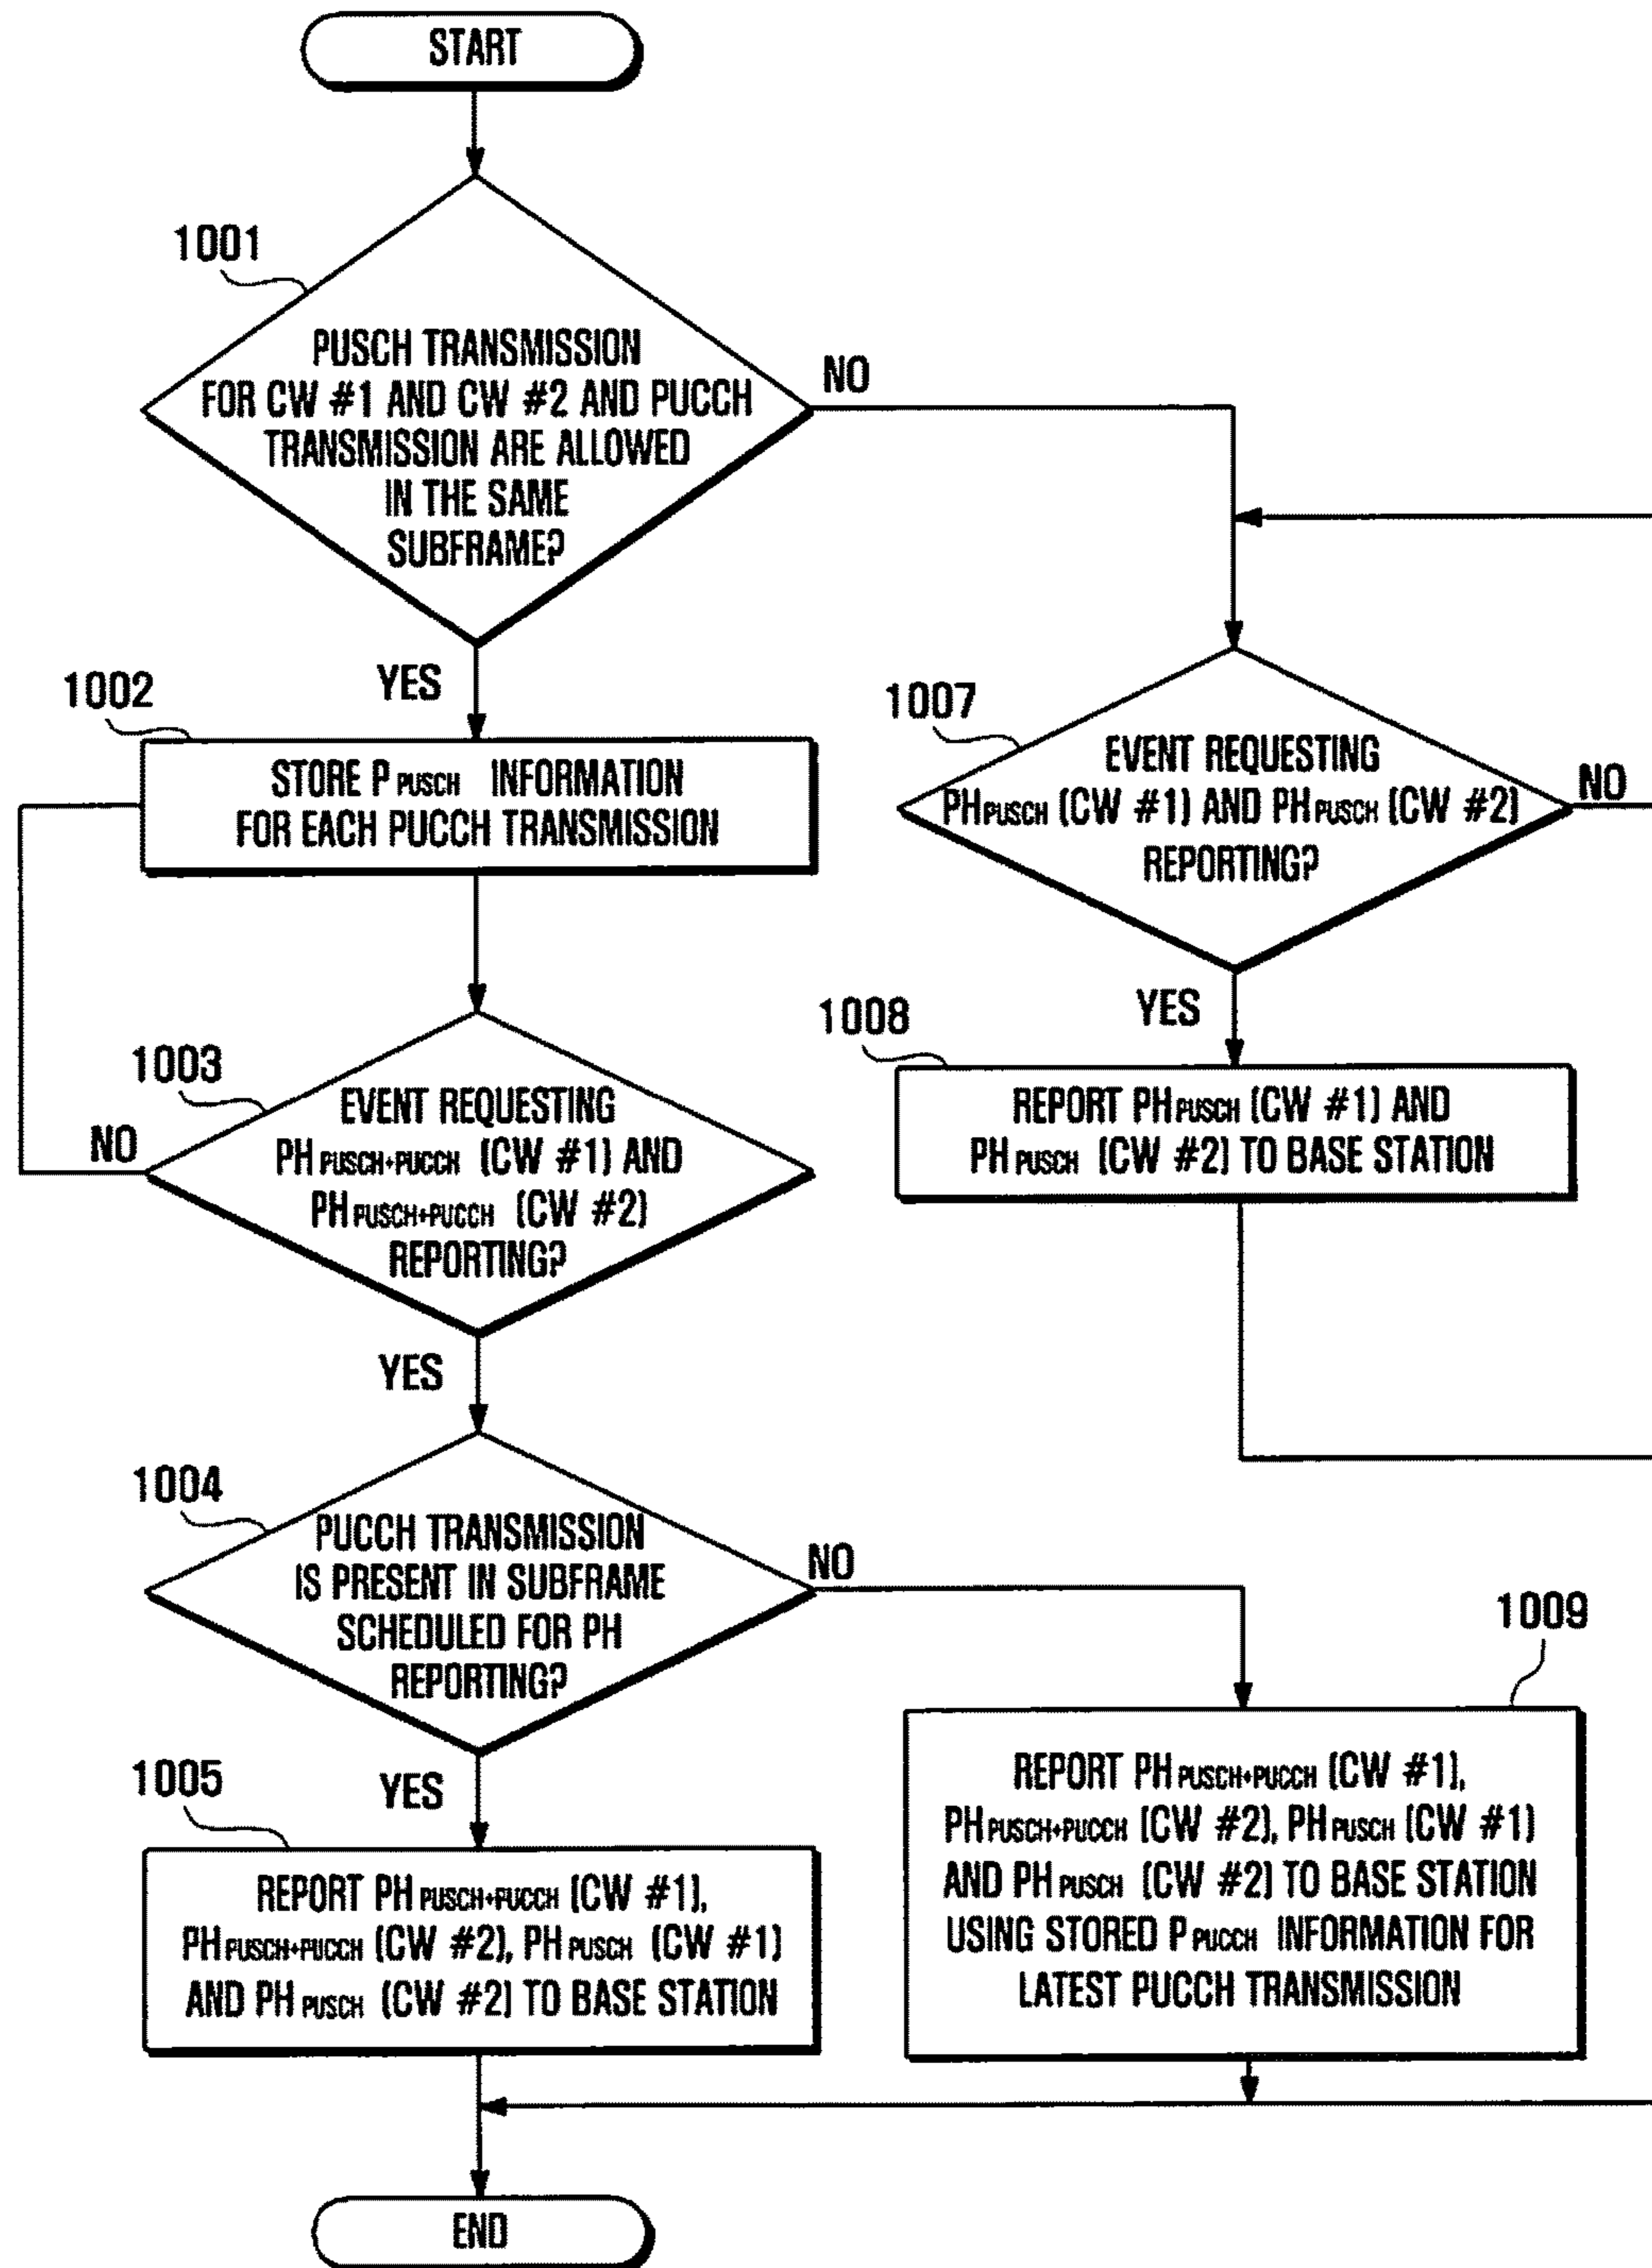 START
1001
PUSCH TRANSMISSION
FOR CW #1 AND CW #2 AND PUCCH
TRANSMISSION ARE ALLOWED
IN THE SAME
SUBFRAME?
NO
YES
1002
STORE P PUSCH INFORMATION
FOR EACH PUCCH TRANSMISSION
1003
EVENT REQUESTING
PH PUSCH+PUCCH (CW #1) AND
PH PUSCH+PUCCH (CW #2)
REPORTING?
NO
YES
1004
PUCCH TRANSMISSION
IS PRESENT IN SUBFRAME
SCHEDULED FOR PH
REPORTING?
NO
YES
1005
REPORT PH PUSCH+PUCCH (CW #1),
PH PUSCH+PUCCH (CW #2), PH PUSCH (CW #1)
AND PH PUSCH (CW #2) TO BASE STATION
1007
EVENT REQUESTING
PH PUSCH (CW #1) AND PH PUSCH (CW #2)
REPORTING?
NO
YES
1008
REPORT PH PUSCH (CW #1) AND
PH PUSCH (CW #2) TO BASE STATION
1009
REPORT PH PUSCH+PUCCH (CW #1),
PH PUSCH+PUCCH (CW #2), PH PUSCH (CW #1)
AND PH PUSCH (CW #2) TO BASE STATION
USING STORED P PUCCH INFORMATION FOR
LATEST PUCCH TRANSMISSION
END